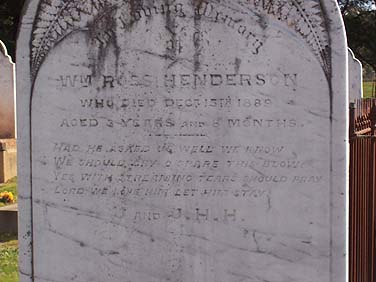 In Loving Memory
OF
WM ROSS HENDERSON
WHO DIED DECR 15TH 1889
AGED 3 YEARS AND 6 MONTHS.
HAD HE ASKED US WELL WE KNOW
WE SHOULD SAY O SPARE THIS BLOW
YES WITH STREAMING TEARS SHOULD PRAY
LORD WE LOVE HIM LET HIM STAY
J AND J.H.H.